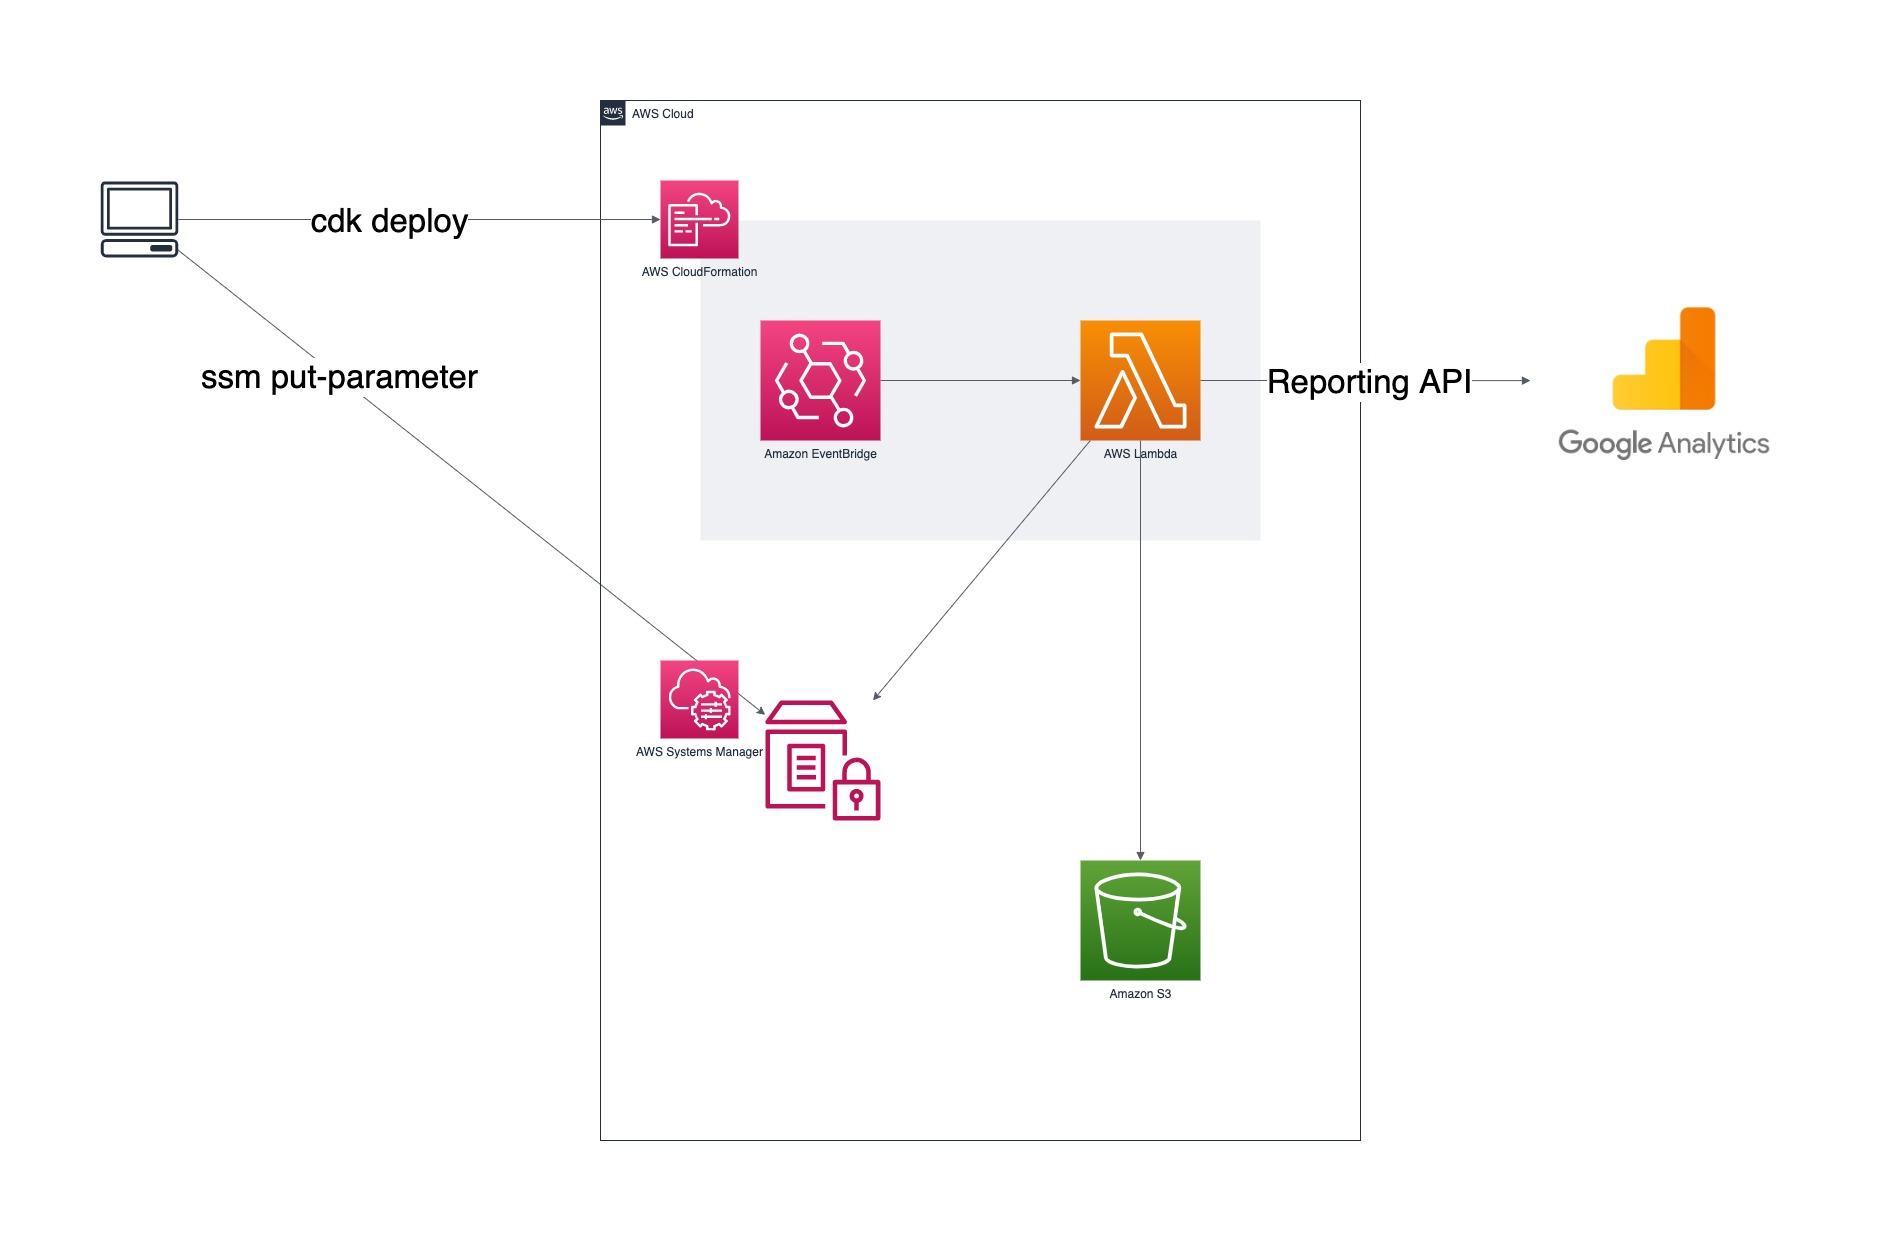 aws
AWS Cloud
cdk deploy
AWS CloudFormation
ssm put-parameter
Reporting API
Amazon EventBridge
AWS Lambda
Google Analytics
AWS Systems Manager
Amazon S3